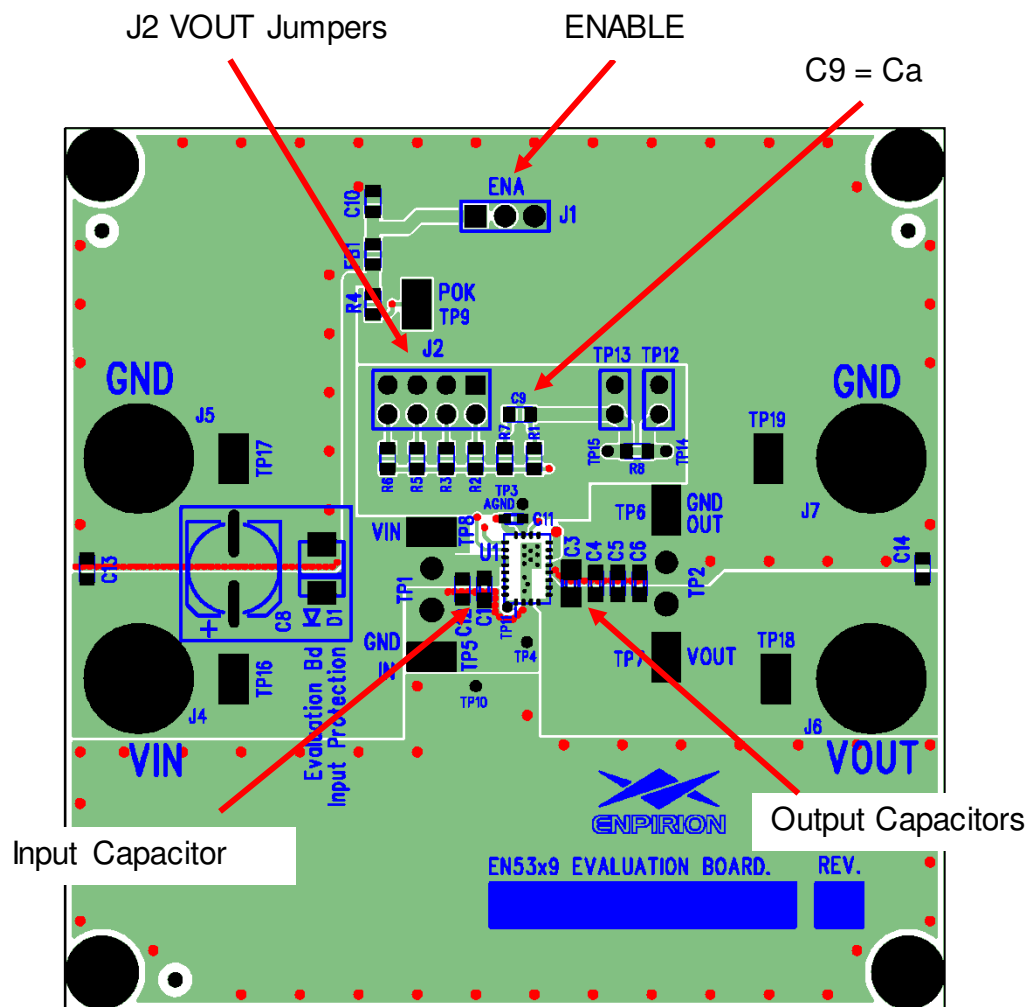 J2 VOUT Jumpers
ENABLE
C9 = Ca
ENA
J1
C10
FB1
R4
POK
TP9
J2
TP13
TP12
GND
J5
TP17
C9
R7
R1
R6
R5
R3
R2
TP15
R8
TP14
GND
TP19
J7
TP3
AGND
C11
VIN
TP8
U1
TP6
GND
OUT
C3
C4
C5
C6
TP2
C14
C13
C8
+
D1
TP1
C12
C1
TP11
TP4
GND
IN
TP5
TP10
TP7
VOUT
TP18
TP16
J4
VIN
Evaluation Bd
Input Protection
J6
VOUT
ENPIRION
Input Capacitor
Output Capacitors
EN53x9 EVALUATION BOARD.
REV.